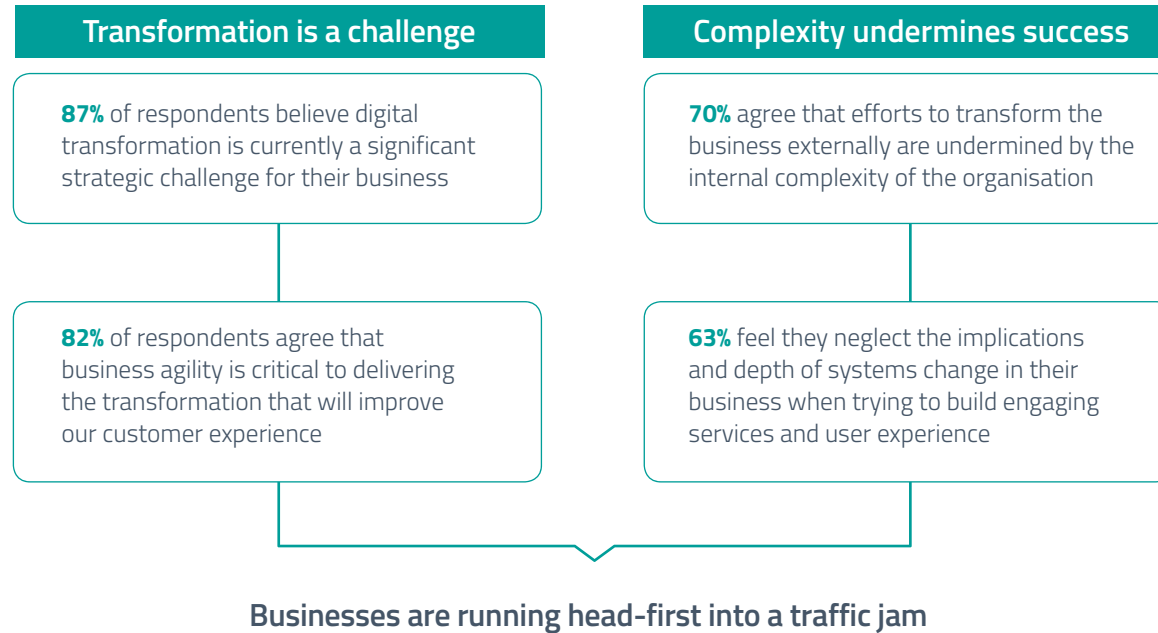 Transformation is a challenge
87% of respondents believe digital
transformation is currently a significant
strategic challenge for their business
82% of respondents agree that
business agility is critical to delivering
the transformation that will improve
our customer experience
Complexity undermines success
70% agree that efforts to transform the
business externally are undermined by the
internal complexity of the organisation
63% feel they neglect the implications
and depth of systems change in their
business when trying to build engaging
services and user experience
Businesses are running head-first into a traffic jam